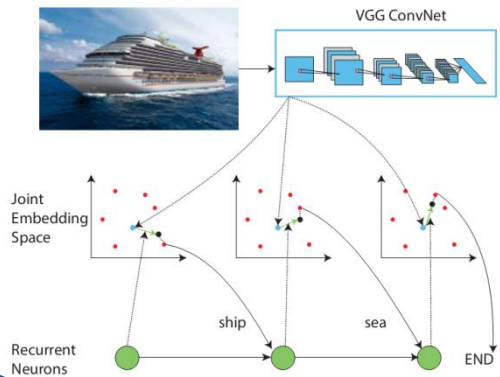 VGG ConvNet
Joint
Embedding
Space
ship
sea
Recurrent
Neurons
END